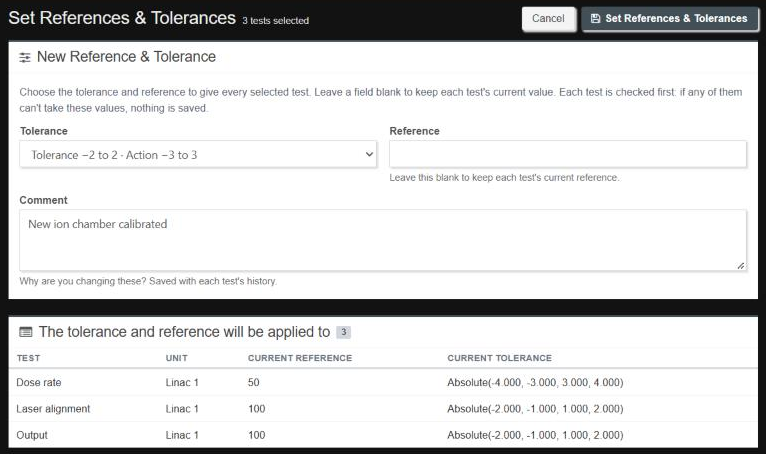 Set References & Tolerances 3 tests selected
Cancel
Set References & Tolerances
New Reference & Tolerance
Choose the tolerance and reference to give every selected test. Leave a field blank to keep each test's current value. Each test is checked first: if any of them
can't take these values, nothing is saved.
Tolerance
Reference
Tolerance −2 to 2 · Action −3 to 3
Leave this blank to keep each test's current reference.
Comment
New ion chamber calibrated
Why are you changing these? Saved with each test's history.
The tolerance and reference will be applied to 3
TEST UNIT CURRENT REFERENCE CURRENT TOLERANCE
Dose rate Linac 1 50 Absolute(-4.000, -3.000, 3.000, 4.000)
Laser alignment Linac 1 100 Absolute(-2.000, -1.000, 1.000, 2.000)
Output Linac 1 100 Absolute(-2.000, -1.000, 1.000, 2.000)